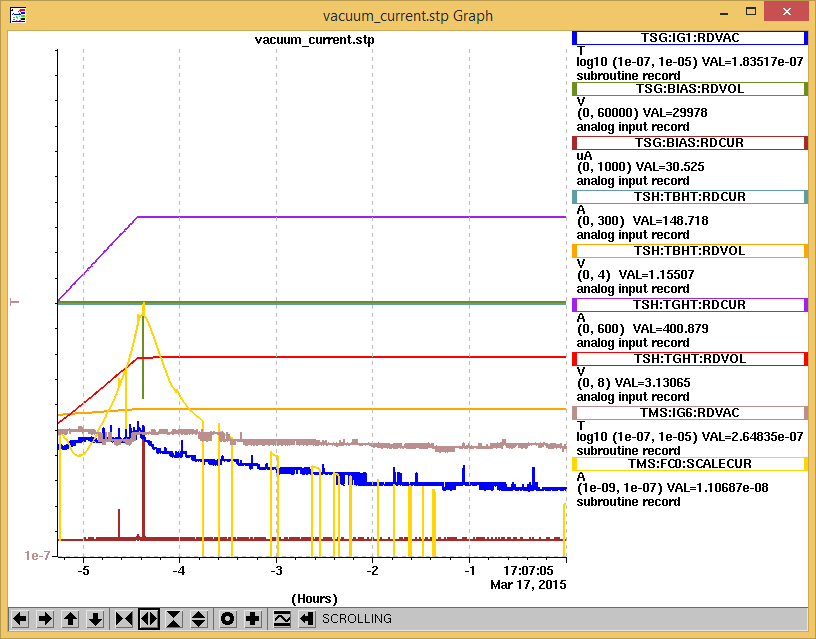 vacuum_current.stp Graph
vacuum_current.stp
TSG:IG1:RDVAC
T
log10 (1e-07, 1e-05) VAL=1.83517e-07
subroutine record
TSG:BIAS:RDVOL
V
(0, 60000) VAL=29978
analog input record
TSG:BIAS:RDCUR
uA
(0, 1000) VAL=30.525
analog input record
TSH:TBHT:RDCUR
A
(0, 300) VAL=148.718
analog input record
TSH:TBHT:RDVOL
V
(0, 4) VAL=1.15507
analog input record
TSH:TGHT:RDCUR
A
(0, 600) VAL=400.879
analog input record
TSH:TGHT:RDVOL
V
(0, 8) VAL=3.13065
analog input record
TMS:IG6:RDVAC
T
log10 (1e-07, 1e-05) VAL=2.64835e-07
subroutine record
TMS:FC0:SCALECUR
A
(1e-09, 1e-07) VAL=1.10687e-08
subroutine record
T
1e-7
-5 -4 -3 -2 -1 17:07:05
Mar 17, 2015
(Hours)
SCROLLING